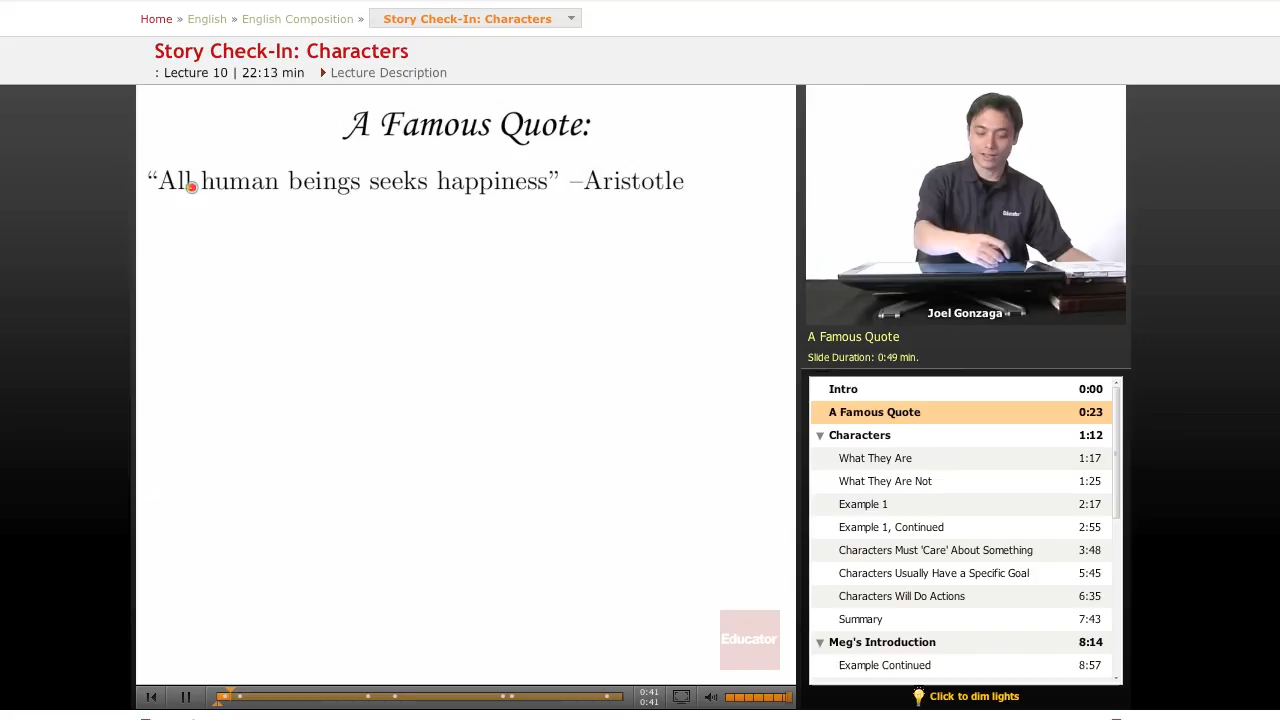 Home » English » English Composition » Story Check-In: Characters
Story Check-In: Characters
: Lecture 10 | 22:13 min Lecture Description
A Famous Quote:
“All human beings seeks happiness” –Aristotle
Educator
Educator
Joel Gonzaga
A Famous Quote
Slide Duration: 0:49 min.
Intro 0:00
A Famous Quote 0:23
Characters 1:12
What They Are 1:17
What They Are Not 1:25
Example 1 2:17
Example 1, Continued 2:55
Characters Must 'Care' About Something 3:48
Characters Usually Have a Specific Goal 5:45
Characters Will Do Actions 6:35
Summary 7:43
Meg's Introduction 8:14
Example Continued 8:57
0:41
0:41
Click to dim lights